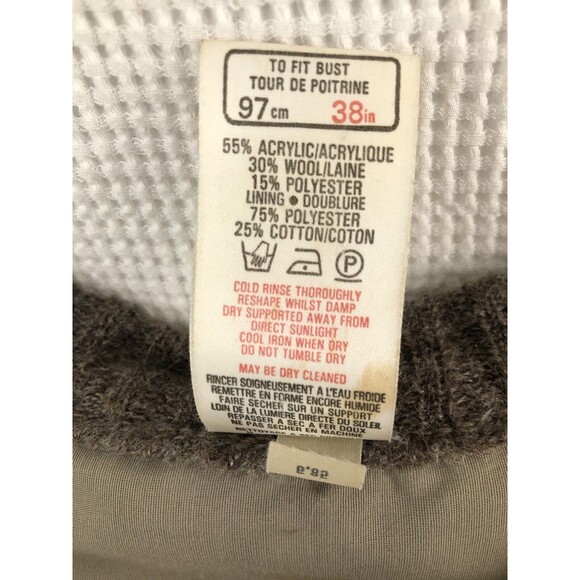 TO FIT BUST
TOUR DE POITRINE
97cm 38in
55% ACRYLIC/ACRYLIQUE
30% WOOL/LAINE
15% POLYESTER
LINING ● DOUBLURE
75% POLYESTER
25% COTTON/COTON
P
COLD RINSE THOROUGHLY
RESHAPE WHILST DAMP
DRY SUPPORTED AWAY FROM
DIRECT SUNLIGHT
COOL IRON WHEN DRY
DO NOT TUMBLE DRY
MAY BE DRY CLEANED
RINCER SOIGNEUSEMENT A L'EAU FROIDE
REMETTRE EN FORME ENCORE HUMIDE
FAIRE SECHER SUR UN SUPPORT
LOIN DE LA LUMIERE DIRECTE DU SOLEIL
REPASSER A SEC A FER DOUX
NE PAS SECHER EN MACHINE
NETTOYAGE A SEC